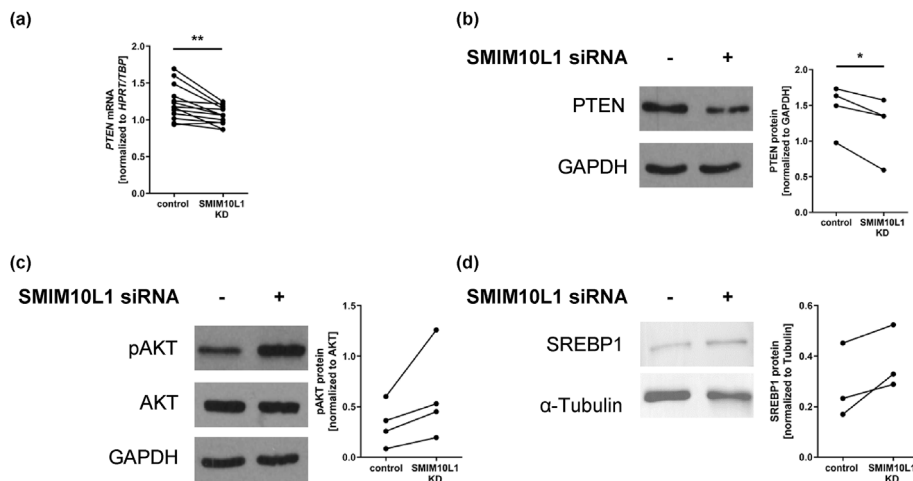 (a)
PTEN mRNA
[normalized to HPRT/TBP]
2.0
1.5
1.0
0.5
0.0
**
control
SMIM10L1
KD
(b)
SMIM10L1 siRNA
-
+
PTEN
GAPDH
PTEN protein
[normalized to GAPDH]
2.0
1.5
1.0
0.5
0.0
*
control
SMIM10L1
KD
(c)
SMIM10L1 siRNA
-
+
pAKT
AKT
GAPDH
pAKT protein
[normalized to AKT]
1.5
1.0
0.5
0.0
control
SMIM10L1
KD
(d)
SMIM10L1 siRNA
-
+
SREBP1
α-Tubulin
SREBP1 protein
[normalized to Tubulin]
0.6
0.4
0.2
0.0
control
SMIM10L1
KD